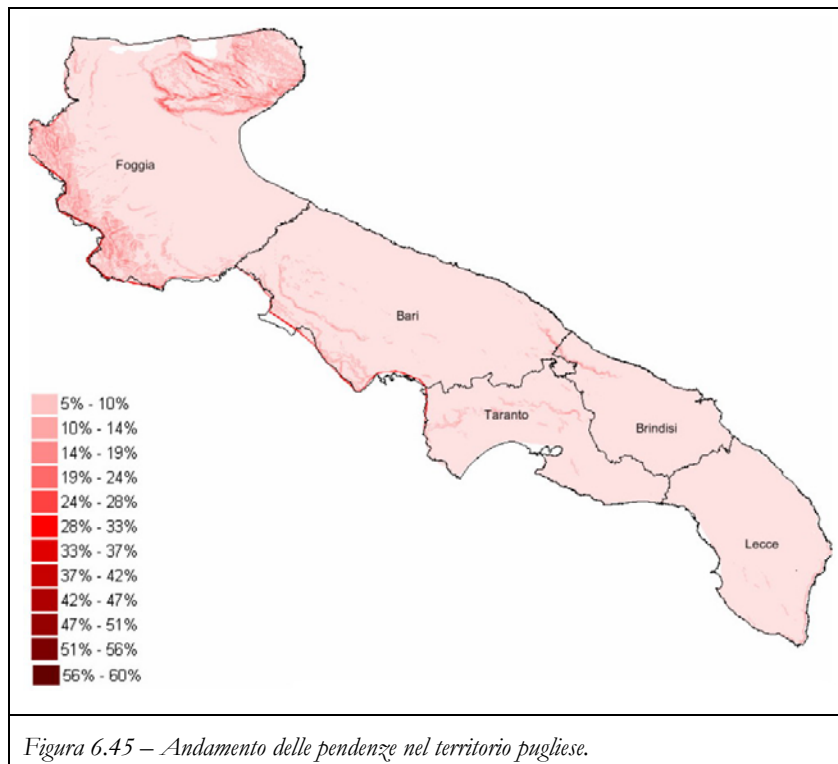 Foggia
Bari
Taranto
Brindisi
Lecce
5% - 10%
10% - 14%
14% - 19%
19% - 24%
24% - 28%
28% - 33%
33% - 37%
37% - 42%
42% - 47%
47% - 51%
51% - 56%
56% - 60%
Figura 6.45 – Andamento delle pendenze nel territorio pugliese.